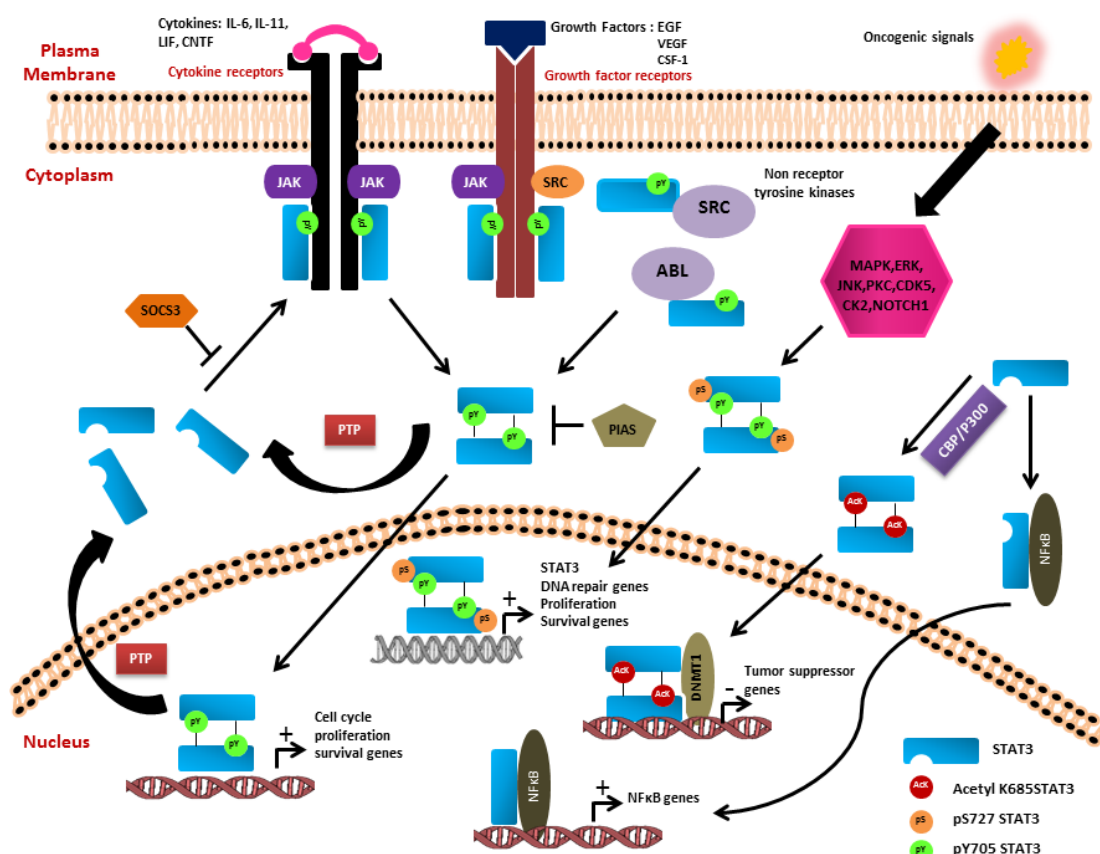 Cytokines: IL-6, IL-11,
LIF, CNTF
Growth Factors : EGF
VEGF
CSF-1
Oncogenic signals
Plasma
Membrane
Cytokine receptors
Growth factor receptors
Cytoplasm
JAK
JAK
JAK
SRC
pY
pY
pY
pY
pY
SRC
Non receptor
tyrosine kinases
ABL
pY
MAPK,ERK,
JNK,PKC,CDK5,
CK2,NOTCH1
SOCS3
PTP
pY
pY
PIAS
pS
pY
pY
pS
CBP/P300
AcK
AcK
NFκB
pS
pY
pY
pS
+
STAT3
DNA repair genes
Proliferation
Survival genes
PTP
AcK
AcK
DNMT1
-
Tumor suppressor
genes
Nucleus
pY
pY
+
Cell cycle
proliferation
survival genes
NFκB
+
NFκB genes
STAT3
AcK
Acetyl K685STAT3
pS
pS727 STAT3
pY
pY705 STAT3